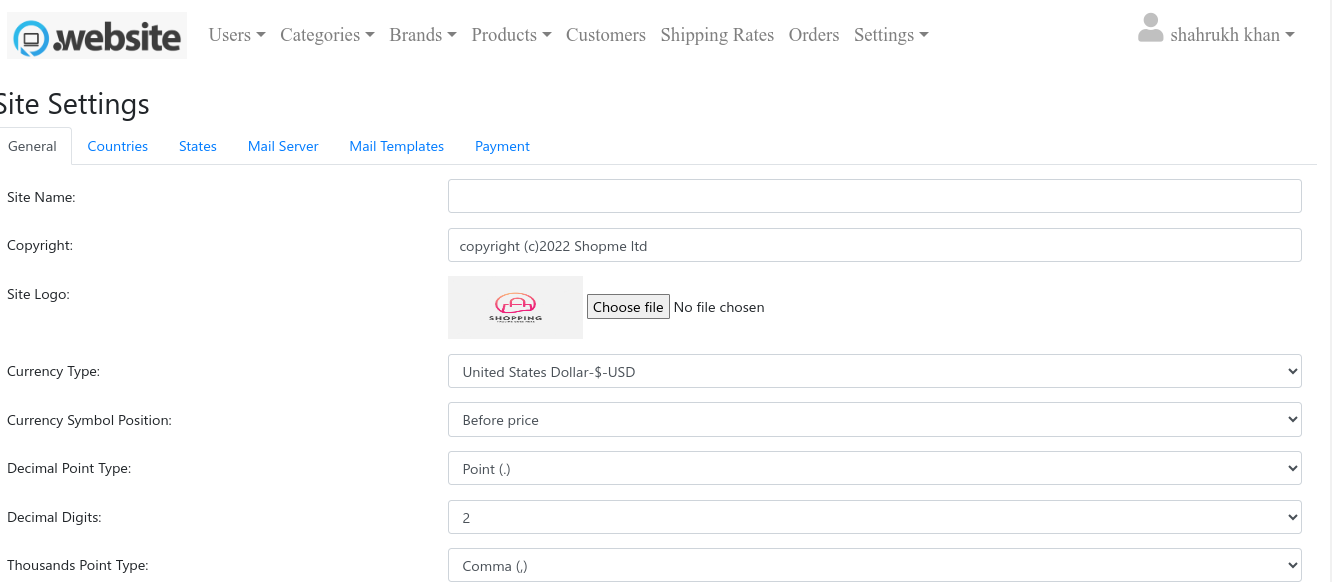 .website Users Categories Brands Products Customers Shipping Rates Orders Settings shahrukh khan
Site Settings
General Countries States Mail Server Mail Templates Payment
Site Name:
Copyright: copyright (c)2022 Shopme ltd
Site Logo: SHOPPING Choose file No file chosen
Currency Type: United States Dollar-$-USD
Currency Symbol Position: Before price
Decimal Point Type: Point (.)
Decimal Digits: 2
Thousands Point Type: Comma (,)